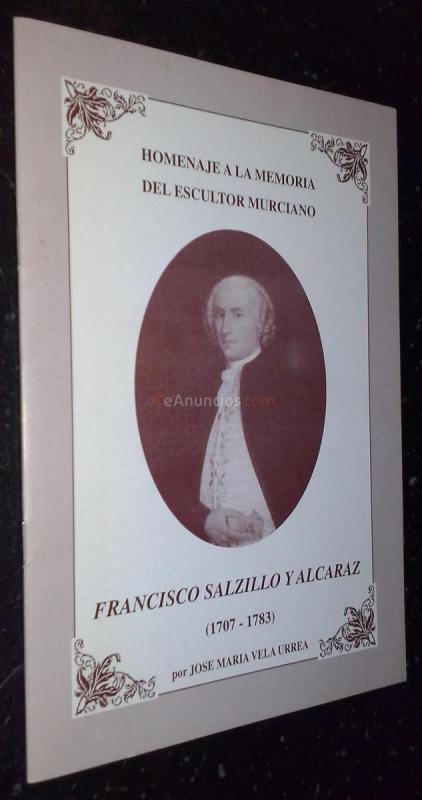 HOMENAJE A LA MEMORIA
DEL ESCULTOR MURCIANO
eAnuncios.com
FRANCISCO SALZILLO Y ALCARAZ
(1707 - 1783)
por JOSE MARIA VELA URREA